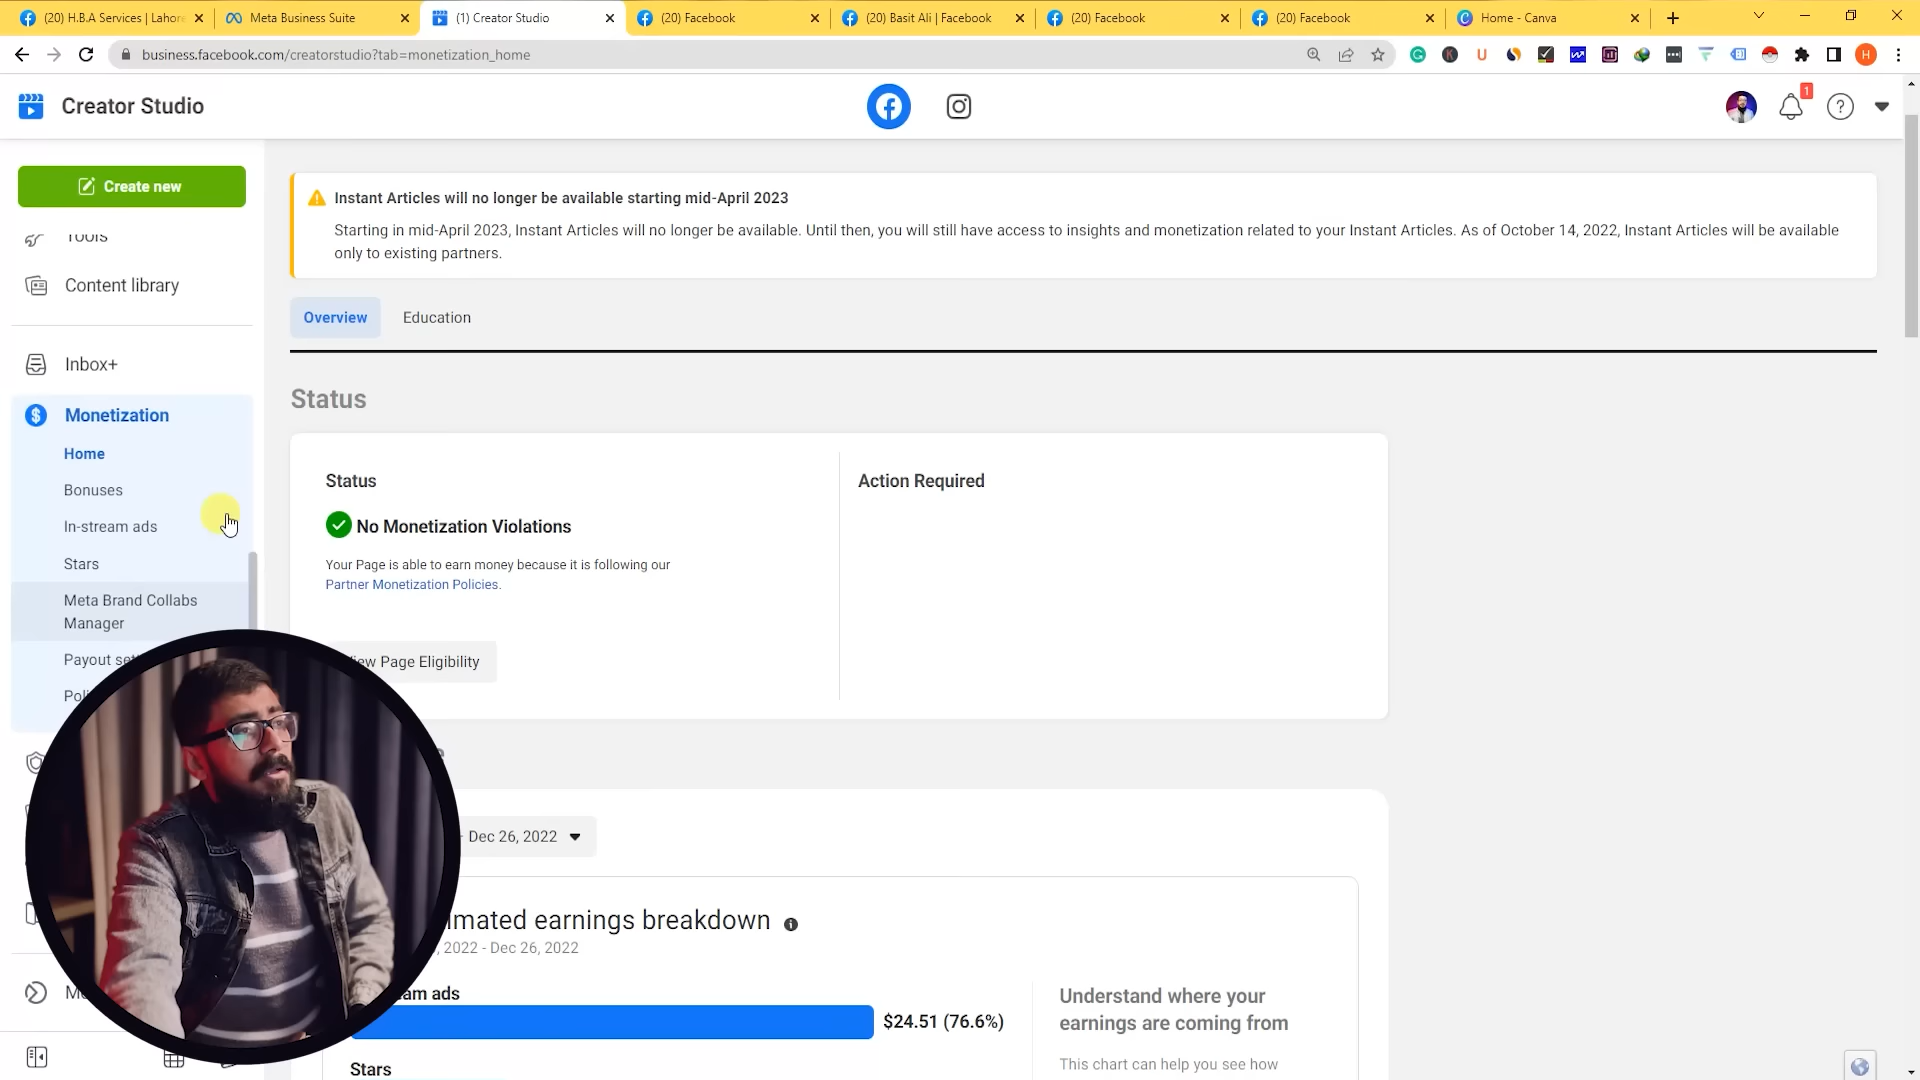 (20) H.B.A Services | Lahore
Meta Business Suite
(1) Creator Studio
(20) Facebook
(20) Basit Ali | Facebook
(20) Facebook
(20) Facebook
Home - Canva
business.facebook.com/creatorstudio?tab=monetization_home
H
Creator Studio
1
Create new
Tools
Content library
Inbox+
Monetization
Home
Bonuses
In-stream ads
Stars
Meta Brand Collabs
Manager
Payout
Instant Articles will no longer be available starting mid-April 2023
Starting in mid-April 2023, Instant Articles will no longer be available. Until then, you will still have access to insights and monetization related to your Instant Articles. As of October 14, 2022, Instant Articles will be available
only to existing partners.
Overview
Education
Status
Status
No Monetization Violations
Your Page is able to earn money because it is following our
Partner Monetization Policies.
Page Eligibility
Action Required
- Dec 26, 2022
earnings breakdown
, 2022 - Dec 26, 2022
ads
$24.51 (76.6%)
Stars
Understand where your
earnings are coming from
This chart can help you see how